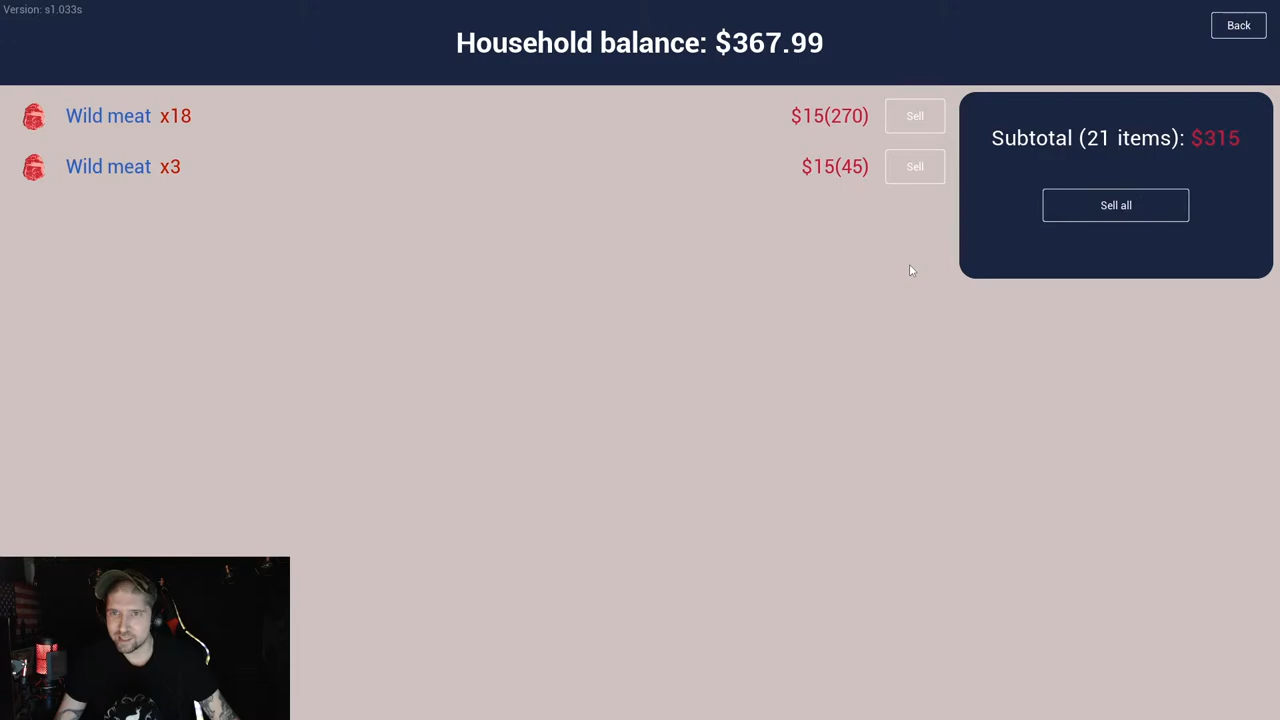 Version: s1.033s
Household balance: $367.99
Back
Wild meat x18 $15(270) Sell
Wild meat x3 $15(45) Sell
Subtotal (21 items): $315
Sell all